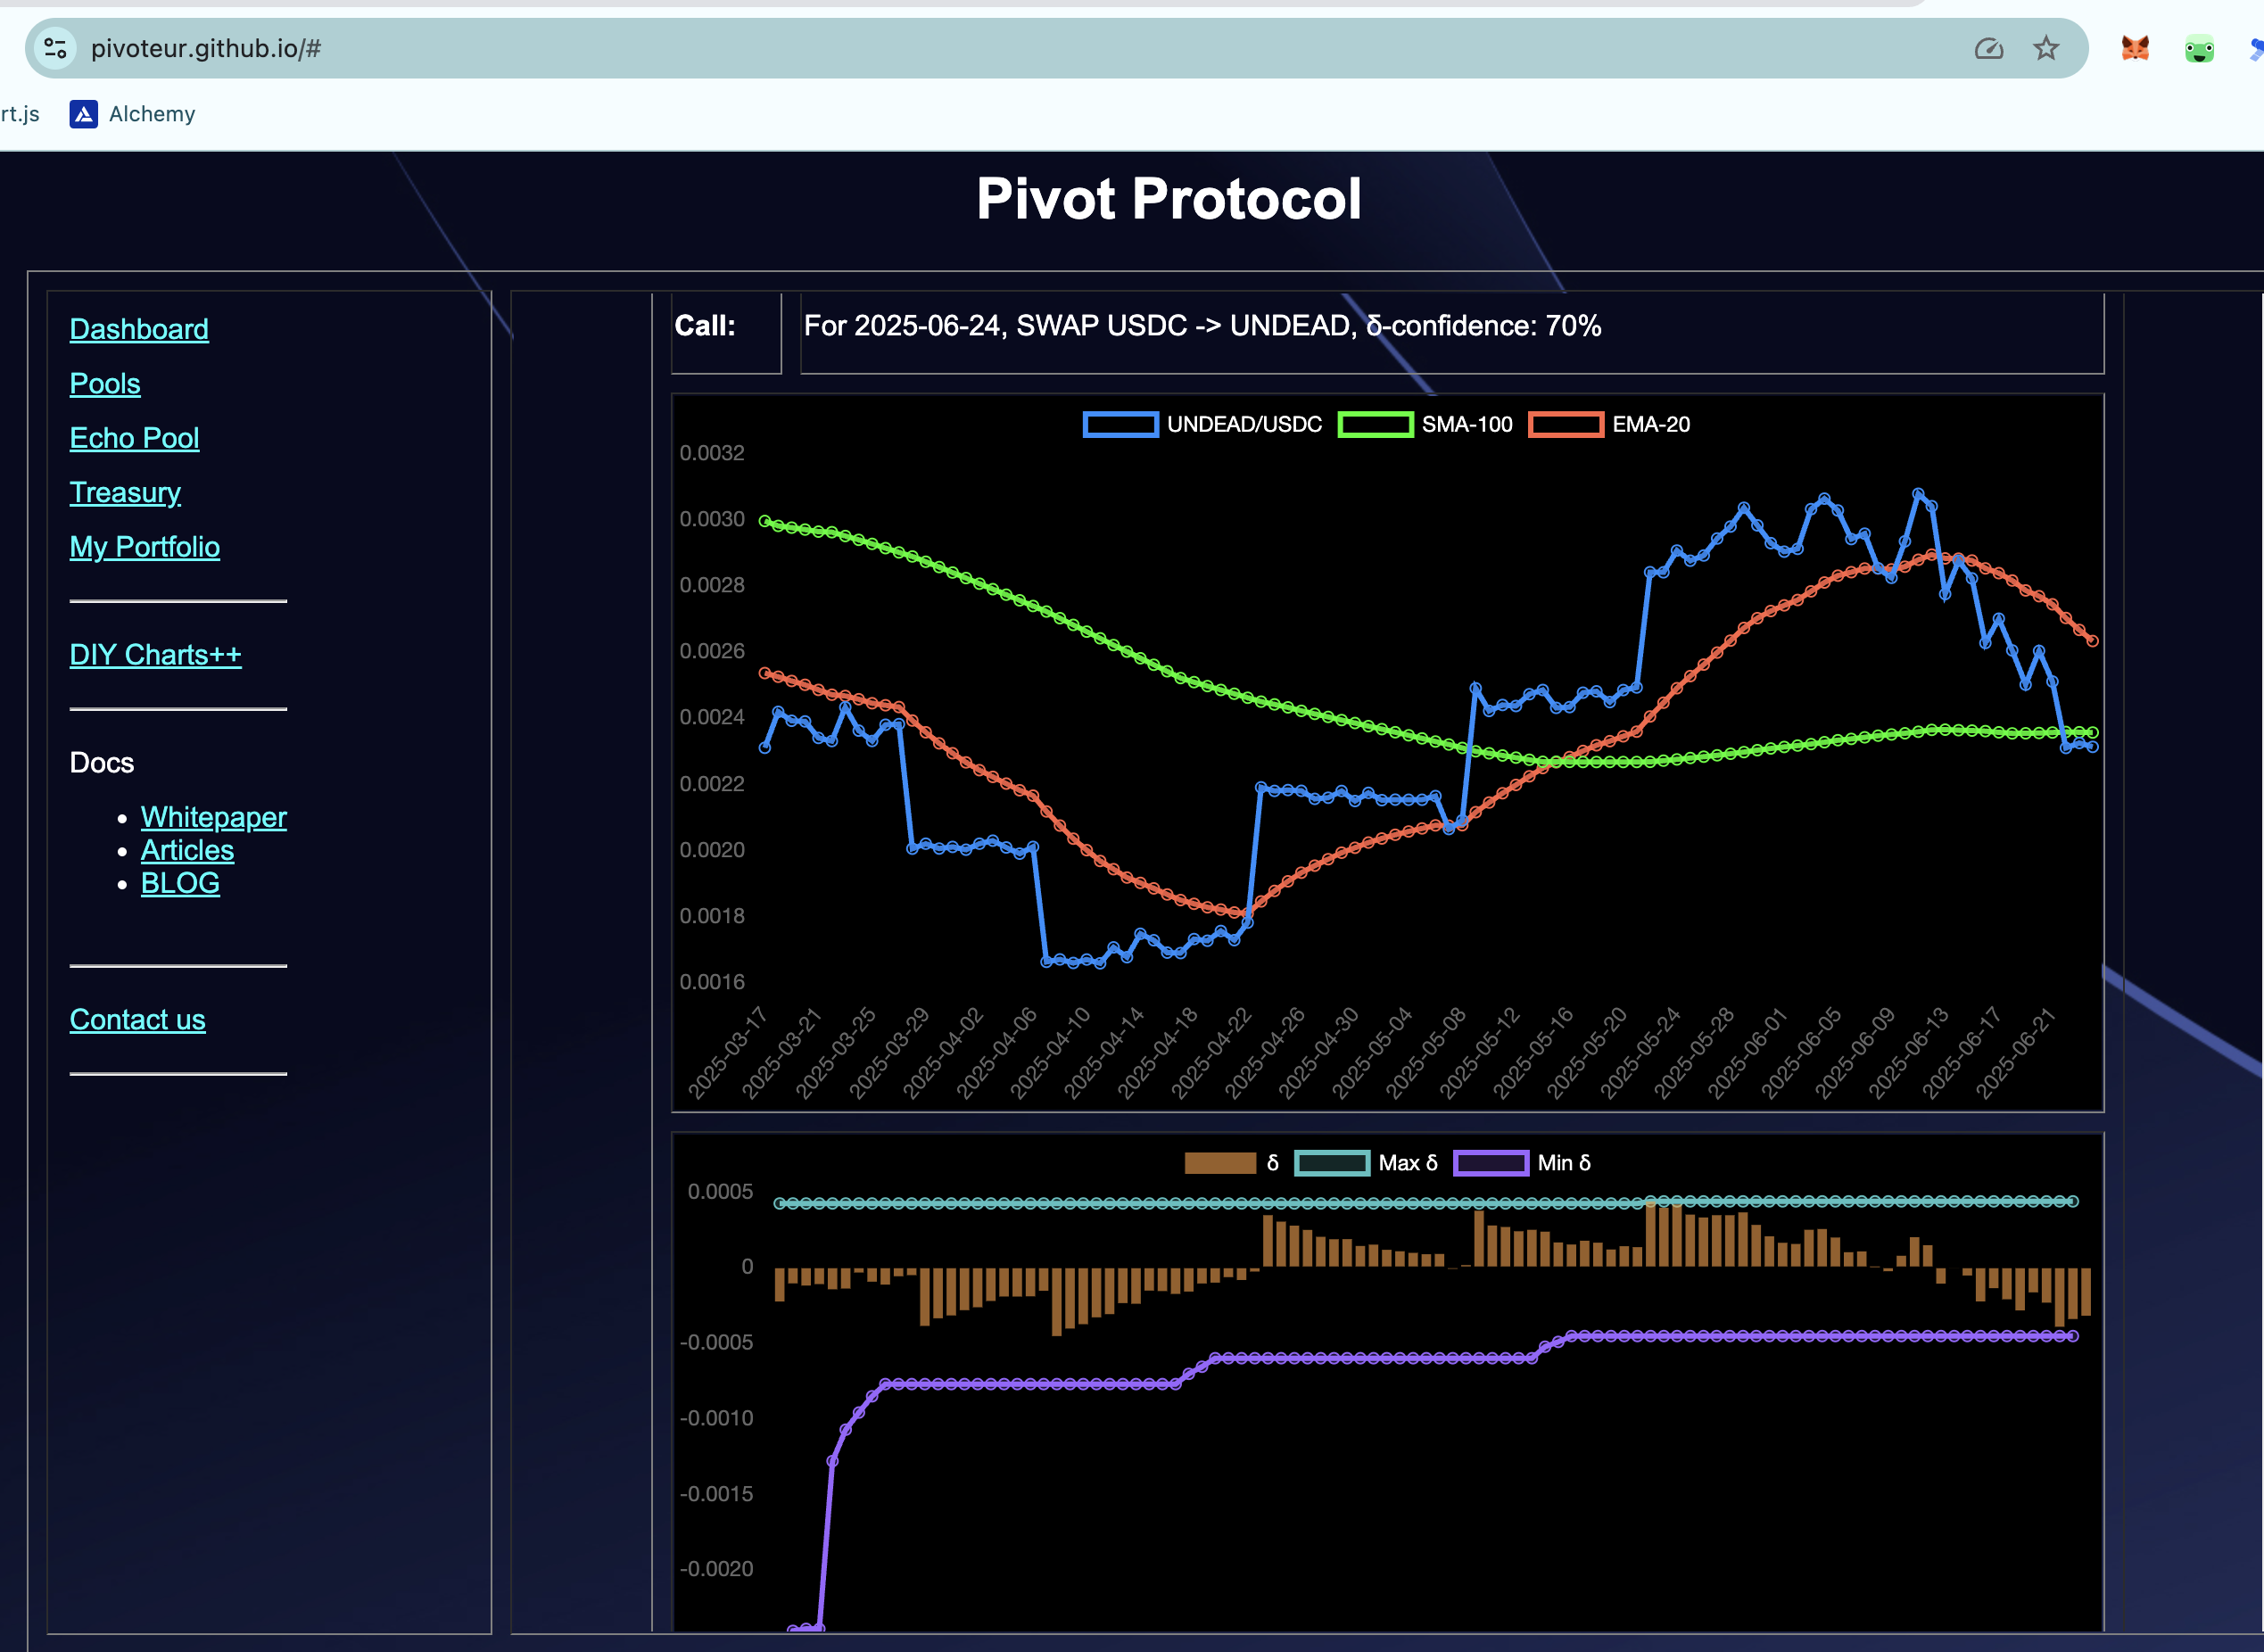 pivoteur.github.io/#
rt.js Alchemy
Pivot Protocol
Dashboard
Pools
Echo Pool
Treasury
My Portfolio
DIY Charts++
Docs
Whitepaper
Articles
BLOG
Contact us
Call: For 2025-06-24, SWAP USDC -> UNDEAD, δ-confidence: 70%
UNDEAD/USDC SMA-100 EMA-20
0.0032
0.0030
0.0028
0.0026
0.0024
0.0022
0.0020
0.0018
0.0016
2025-03-17 2025-03-21 2025-03-25 2025-03-29 2025-04-02 2025-04-06 2025-04-10 2025-04-14 2025-04-18 2025-04-22 2025-04-26 2025-04-30 2025-05-04 2025-05-08 2025-05-12 2025-05-16 2025-05-20 2025-05-24 2025-05-28 2025-06-01 2025-06-05 2025-06-09 2025-06-13 2025-06-17 2025-06-21
δ Max δ Min δ
0.0005
0
-0.0005
-0.0010
-0.0015
-0.0020